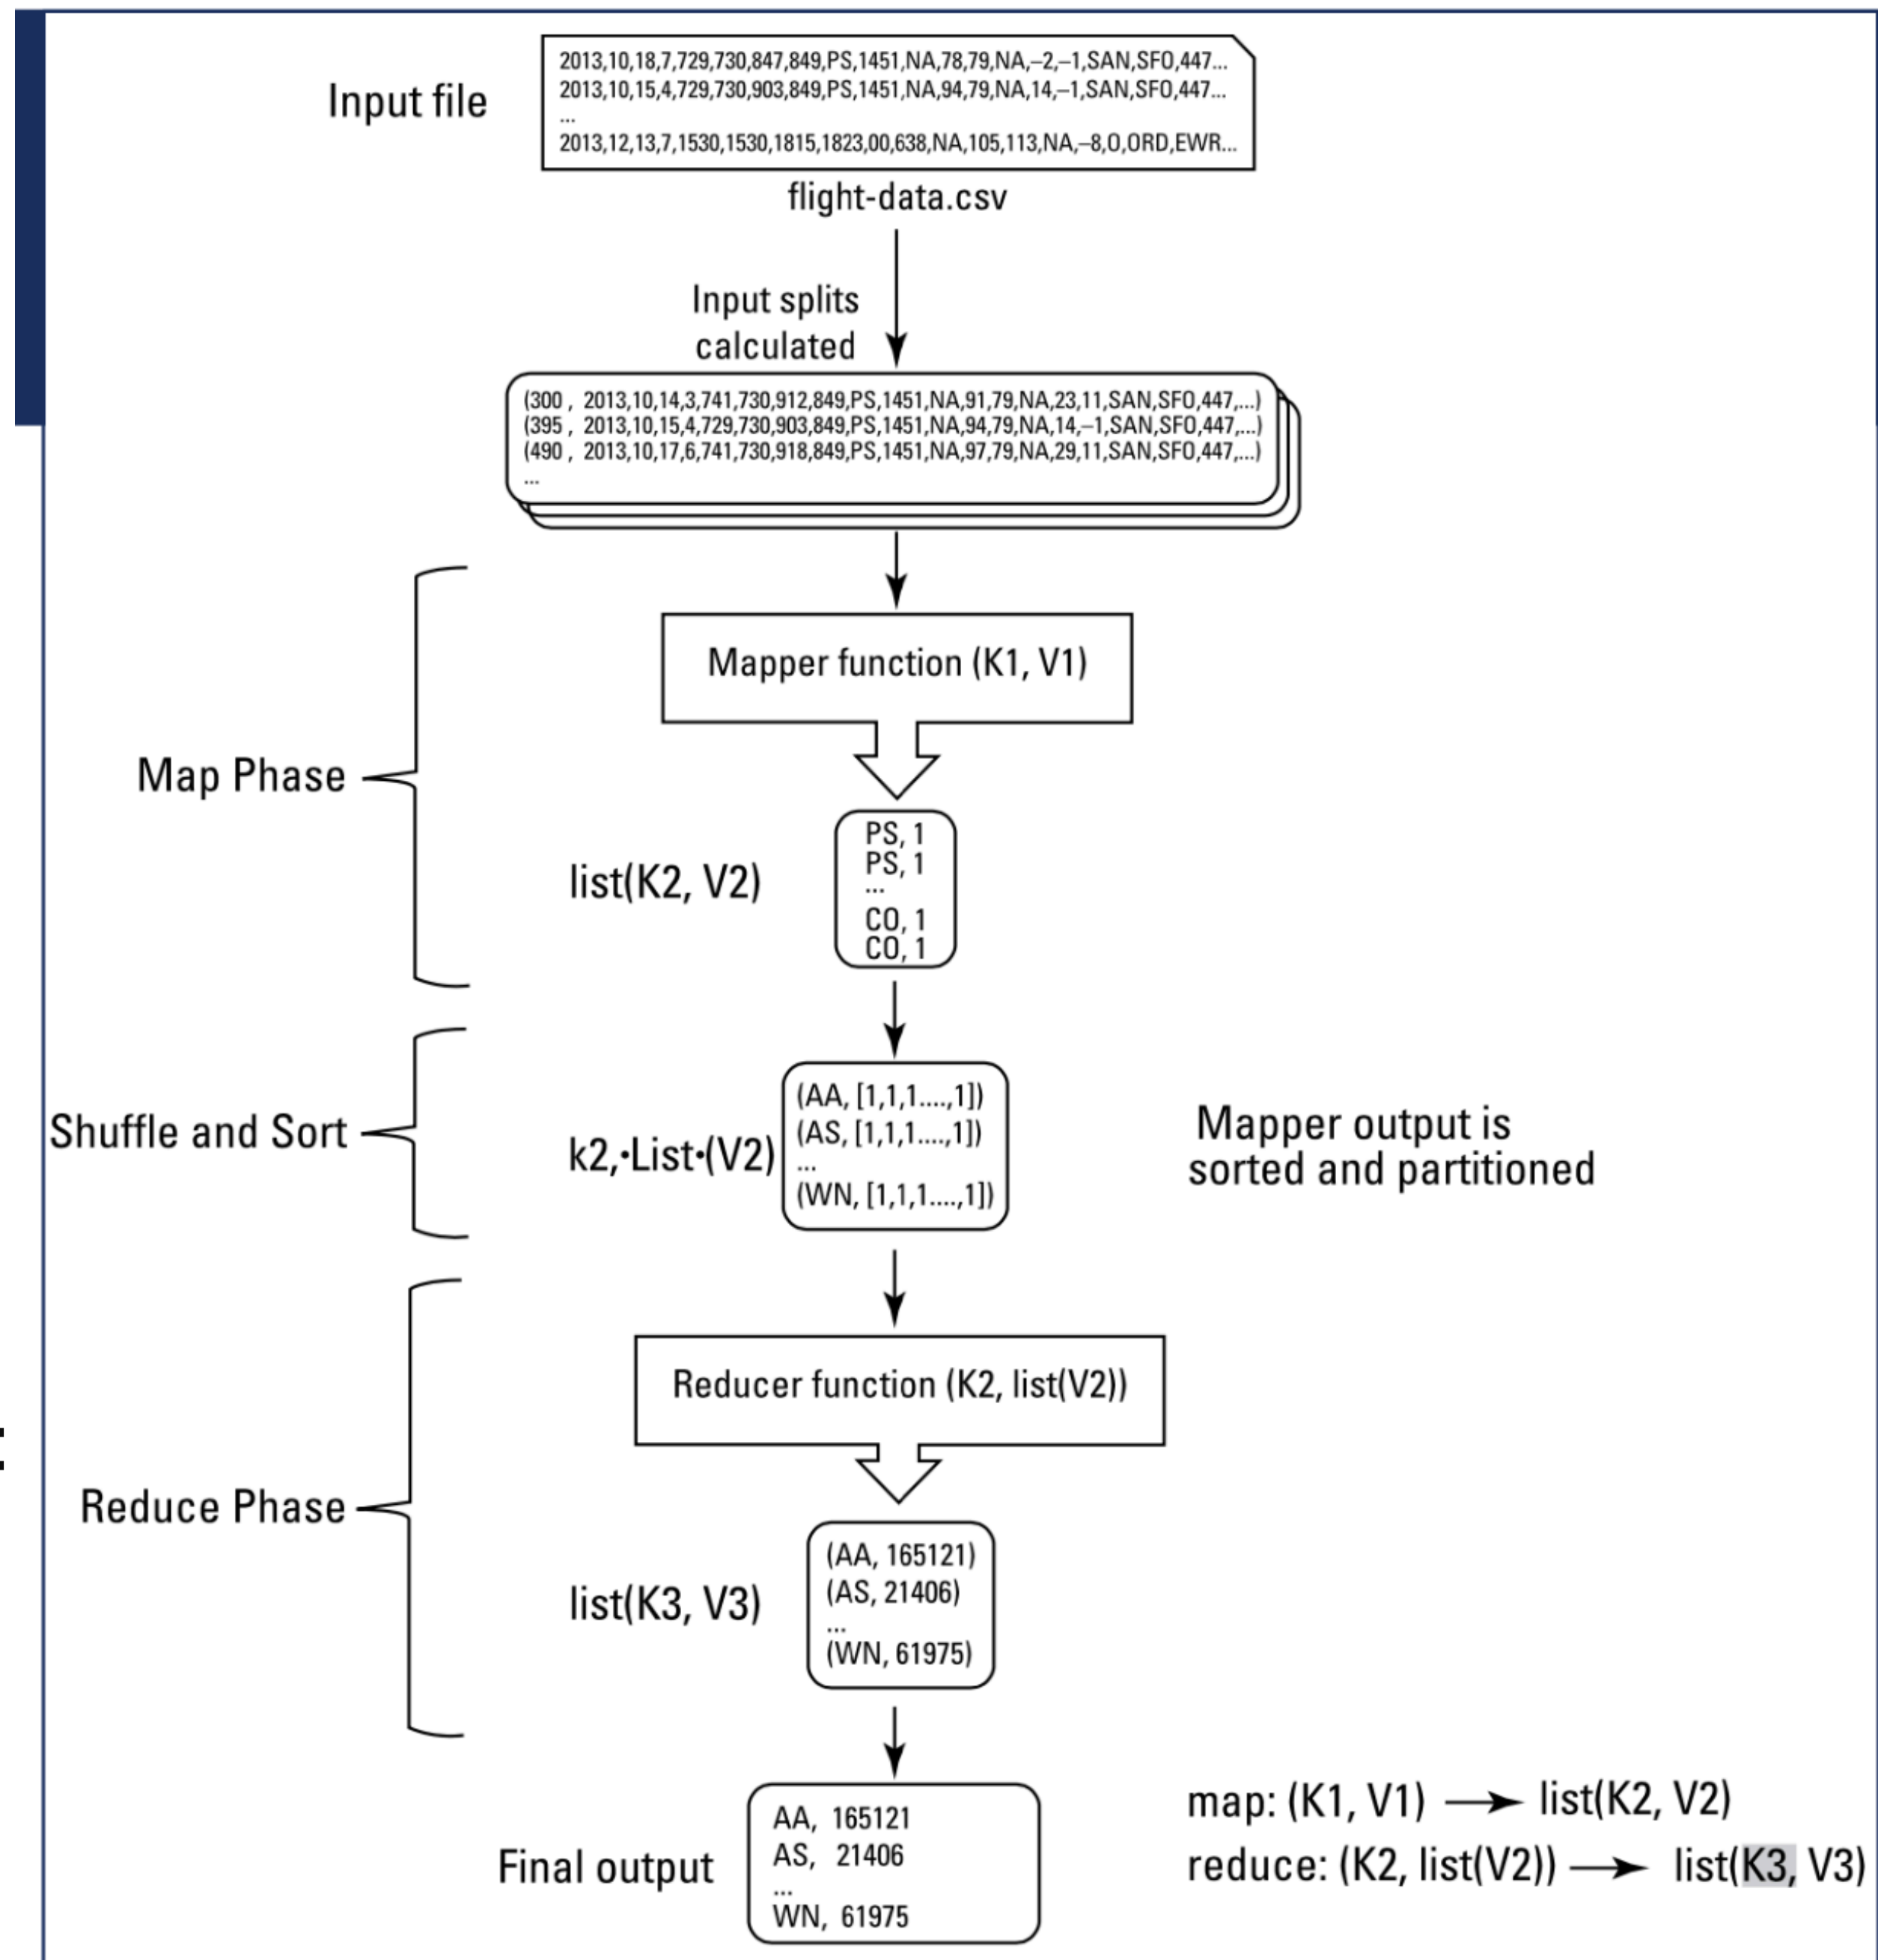 Input file
2013,10,18,7,729,730,847,849,PS,1451,NA,78,79,NA,–2,–1,SAN,SFO,447...
2013,10,15,4,729,730,903,849,PS,1451,NA,94,79,NA,14,–1,SAN,SFO,447...
...
2013,12,13,7,1530,1530,1815,1823,00,638,NA,105,113,NA,–8,O,ORD,EWR...
flight-data.csv
Input splits
calculated
(300 , 2013,10,14,3,741,730,912,849,PS,1451,NA,91,79,NA,23,11,SAN,SFO,447,...)
(395 , 2013,10,15,4,729,730,903,849,PS,1451,NA,94,79,NA,14,–1,SAN,SFO,447,...)
(490 , 2013,10,17,6,741,730,918,849,PS,1451,NA,97,79,NA,29,11,SAN,SFO,447,...)
...
Mapper function (K1, V1)
Map Phase
list(K2, V2)
PS, 1
PS, 1
...
CO, 1
CO, 1
Shuffle and Sort
k2,·List·(V2)
(AA, [1,1,1....,1])
(AS, [1,1,1....,1])
...
(WN, [1,1,1....,1])
Mapper output is
sorted and partitioned
Reducer function (K2, list(V2))
Reduce Phase
list(K3, V3)
(AA, 165121)
(AS, 21406)
...
(WN, 61975)
Final output
AA, 165121
AS, 21406
...
WN, 61975
map: (K1, V1) → list(K2, V2)
reduce: (K2, list(V2)) → list(K3, V3)